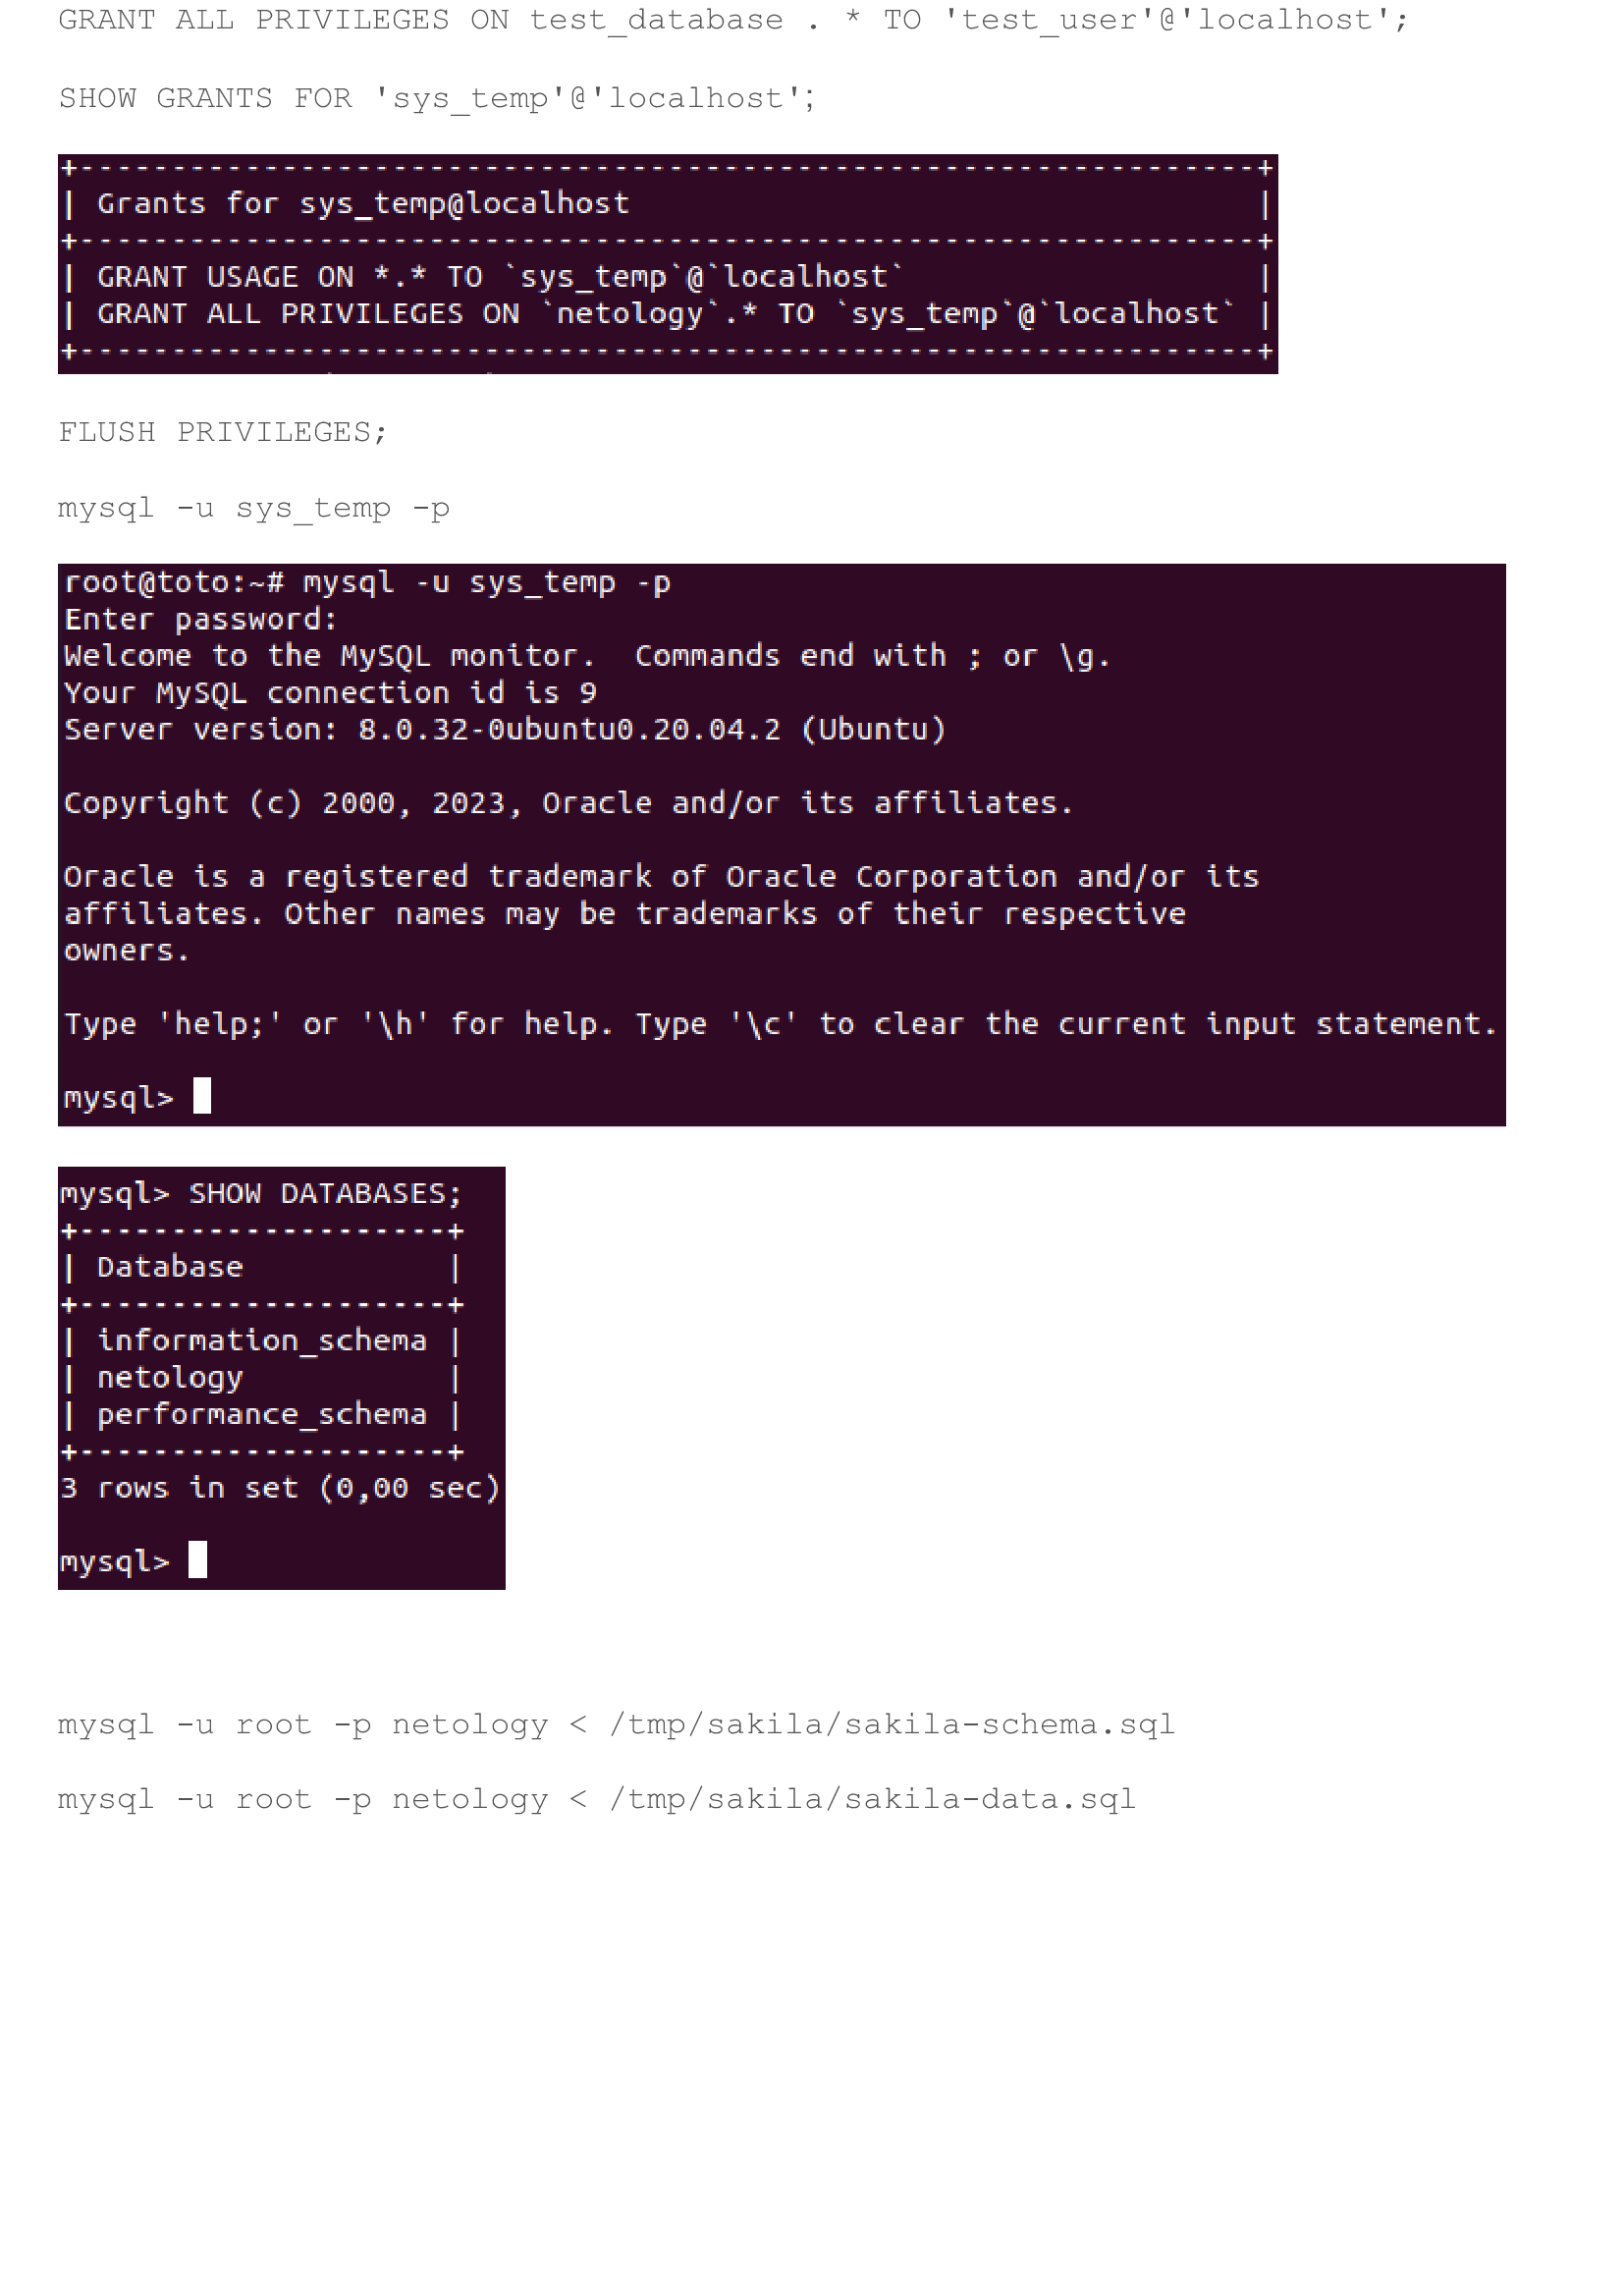 GRANT ALL PRIVILEGES ON test_database . * TO 'test_user'@'localhost';
SHOW GRANTS FOR 'sys_temp'@'localhost';
+----------------------------------------------------------------+
| Grants for sys_temp@localhost                                  |
+----------------------------------------------------------------+
| GRANT USAGE ON *.* TO `sys_temp`@`localhost`                   |
| GRANT ALL PRIVILEGES ON `netology`.* TO `sys_temp`@`localhost` |
+----------------------------------------------------------------+
FLUSH PRIVILEGES;
mysql -u sys_temp -p
root@toto:~# mysql -u sys_temp -p
Enter password:
Welcome to the MySQL monitor.  Commands end with ; or \g.
Your MySQL connection id is 9
Server version: 8.0.32-0ubuntu0.20.04.2 (Ubuntu)
Copyright (c) 2000, 2023, Oracle and/or its affiliates.
Oracle is a registered trademark of Oracle Corporation and/or its
affiliates. Other names may be trademarks of their respective
owners.
Type 'help;' or '\h' for help. Type '\c' to clear the current input statement.
mysql>
mysql> SHOW DATABASES;
+--------------------+
| Database           |
+--------------------+
| information_schema |
| netology           |
| performance_schema |
+--------------------+
3 rows in set (0,00 sec)
mysql>
mysql -u root -p netology < /tmp/sakila/sakila-schema.sql
mysql -u root -p netology < /tmp/sakila/sakila-data.sql